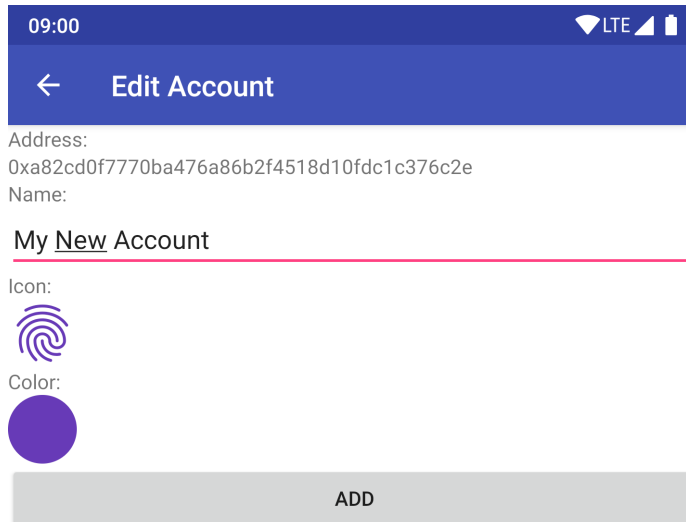 09:00 LTE
Edit Account
Address:
0xa82cd0f7770ba476a86b2f4518d10fdc1c376c2e
Name:
My New Account
Icon:
Color:
ADD